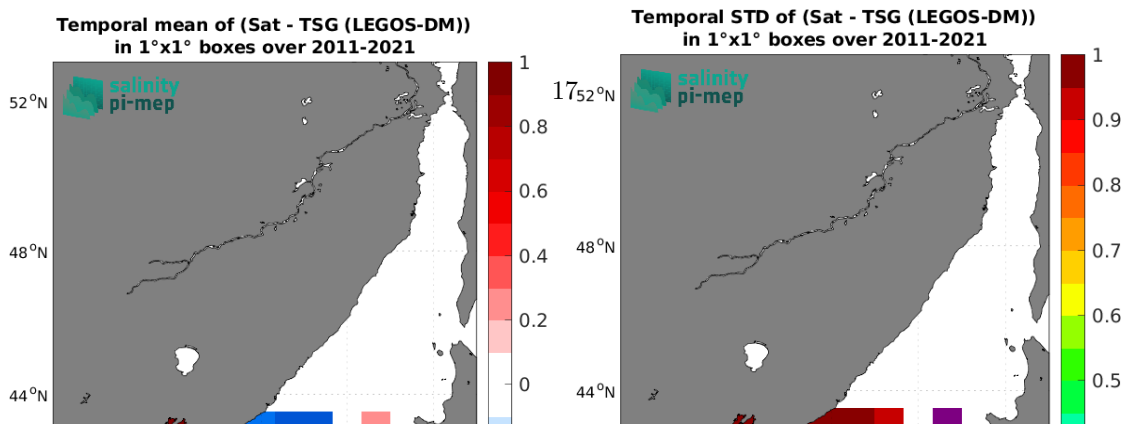 Temporal mean of (Sat - TSG (LEGOS-DM))
in 1°x1° boxes over 2011-2021
salinity
pi-mep
52°N
48°N
44°N
1
0.8
0.6
0.4
0.2
0
17
Temporal STD of (Sat - TSG (LEGOS-DM))
in 1°x1° boxes over 2011-2021
salinity
pi-mep
52°N
48°N
44°N
1
0.9
0.8
0.7
0.6
0.5